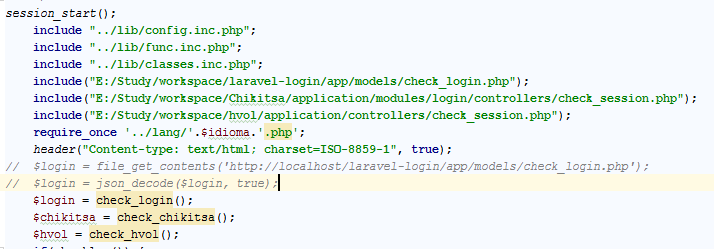 session_start();
include "../lib/config.inc.php";
include "../lib/func.inc.php";
include "../lib/classes.inc.php";
include("E:/Study/workspace/laravel-login/app/models/check_login.php");
include("E:/Study/workspace/Chikitsa/application/modules/login/controllers/check_session.php");
include("E:/Study/workspace/hvol/application/controllers/check_session.php");
require_once '../lang/'.$idioma.'.php';
header("Content-type: text/html; charset=ISO-8859-1", true);
// $login = file_get_contents('http://localhost/laravel-login/app/models/check_login.php');
// $login = json_decode($login, true);
$login = check_login();
$chikitsa = check_chikitsa();
$hvol = check_hvol();